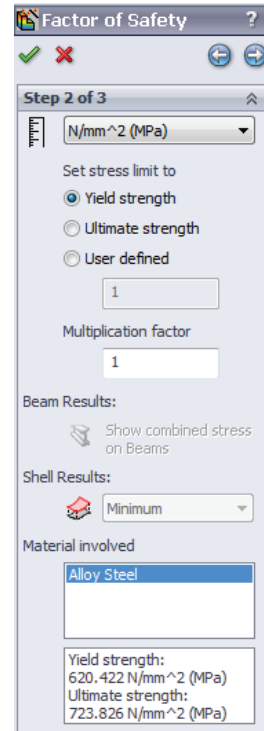 Factor of Safety ?
Step 2 of 3
N/mm^2 (MPa)
Set stress limit to
Yield strength
Ultimate strength
User defined
1
Multiplication factor
1
Beam Results:
Show combined stress
on Beams
Shell Results:
Minimum
Material involved
Alloy Steel
Yield strength:
620.422 N/mm^2 (MPa)
Ultimate strength:
723.826 N/mm^2 (MPa)